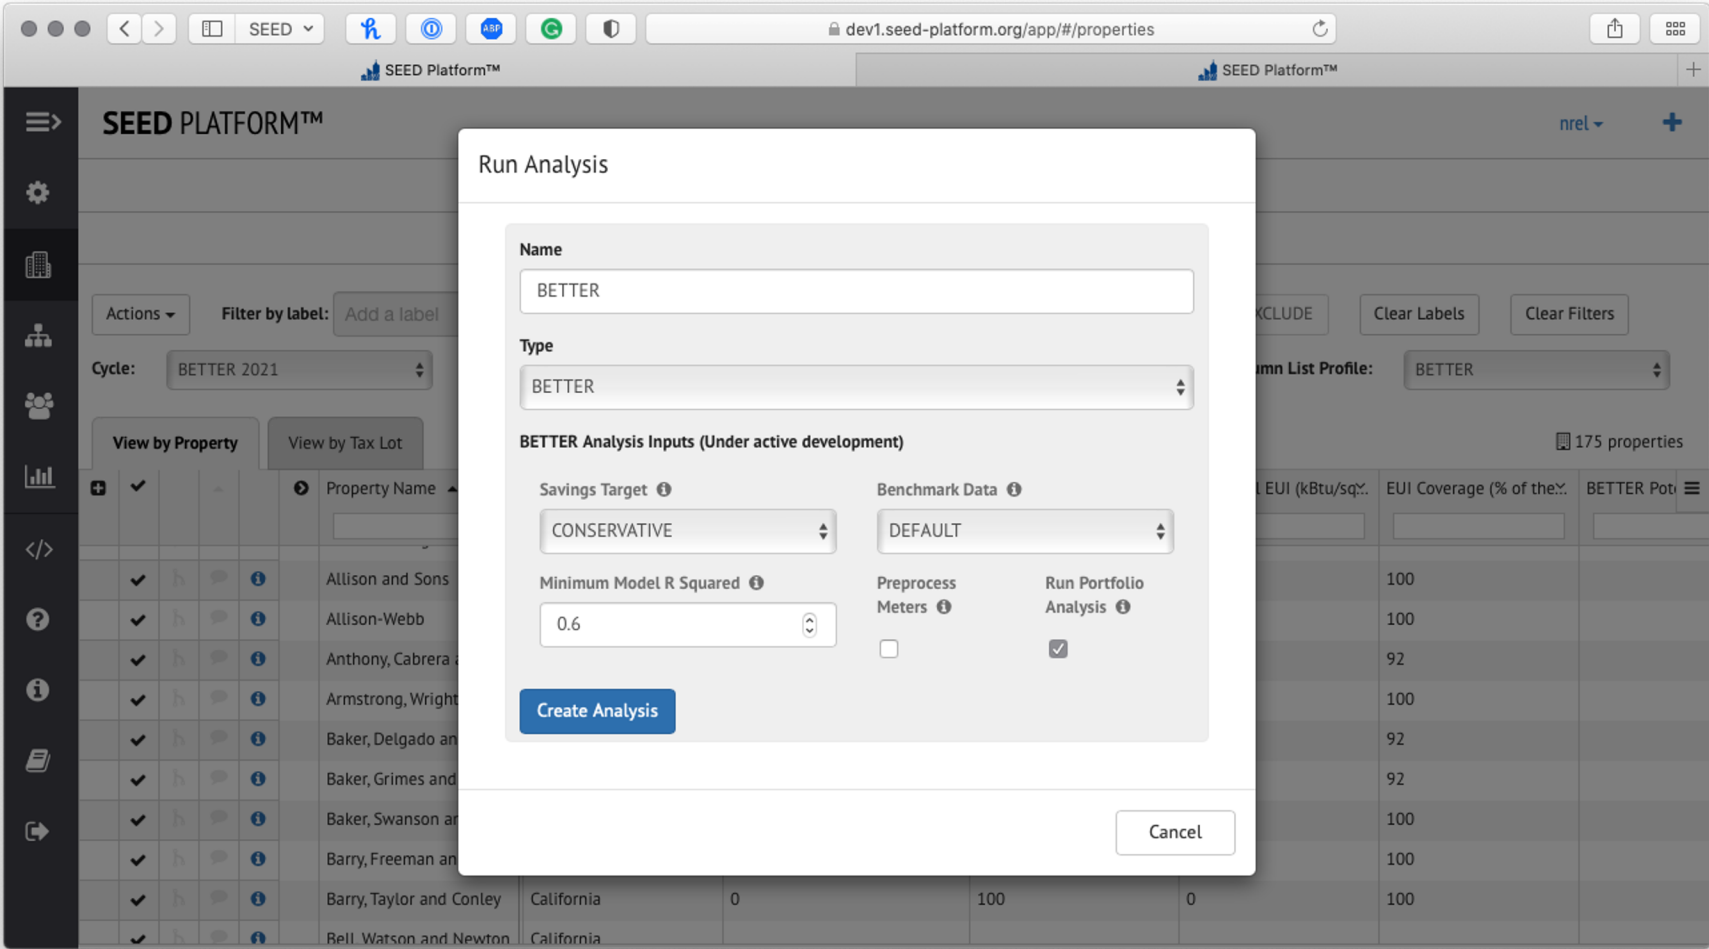 SEED
ABP
dev1.seed-platform.org/app/#/properties
SEED Platform™
SEED Platform™
SEED PLATFORM™
nrel
Run Analysis
Name
BETTER
Type
BETTER
BETTER Analysis Inputs (Under active development)
Savings Target
Benchmark Data
CONSERVATIVE
DEFAULT
Minimum Model R Squared
Preprocess Meters
Run Portfolio Analysis
0.6
Create Analysis
Cancel
Actions
Filter by label:
Add a label
XCLUDE
Clear Labels
Clear Filters
Cycle:
BETTER 2021
umn List Profile:
BETTER
View by Property
View by Tax Lot
175 properties
Property Name
l EUI (kBtu/sq...
EUI Coverage (% of the...
BETTER Pot
Allison and Sons 100
Allison-Webb 100
Anthony, Cabrera 92
Armstrong, Wright 100
Baker, Delgado an 92
Baker, Grimes and 92
Baker, Swanson an 100
Barry, Freeman an 100
Barry, Taylor and Conley California 0 100 0 100
Bell, Watson and Newton California